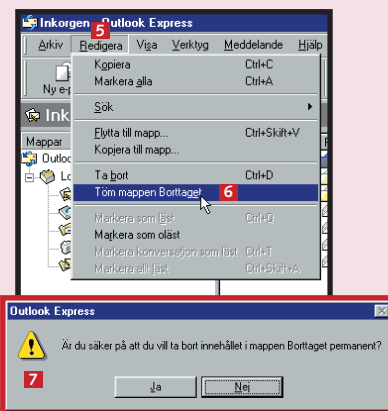 Inkorgen - Outlook Express
5
Arkiv Redigera Visa Verktyg Meddelande Hjälp
Kopiera Ctrl+C
Markera alla Ctrl+A
Sök
Flytta till mapp... Ctrl+Skift+V
Kopiera till mapp...
Ta bort Ctrl+D
Töm mappen Borttaget 6
Markera som läst Ctrl+Q
Markera som oläst
Markera konversation som läst Ctrl+T
Markera allt läst Ctrl+Skift+A
Ny e-p
Ink
Mappar
Outloo
Lo
Outlook Express
Är du säker på att du vill ta bort innehållet i mappen Borttaget permanent?
7
Ja Nej